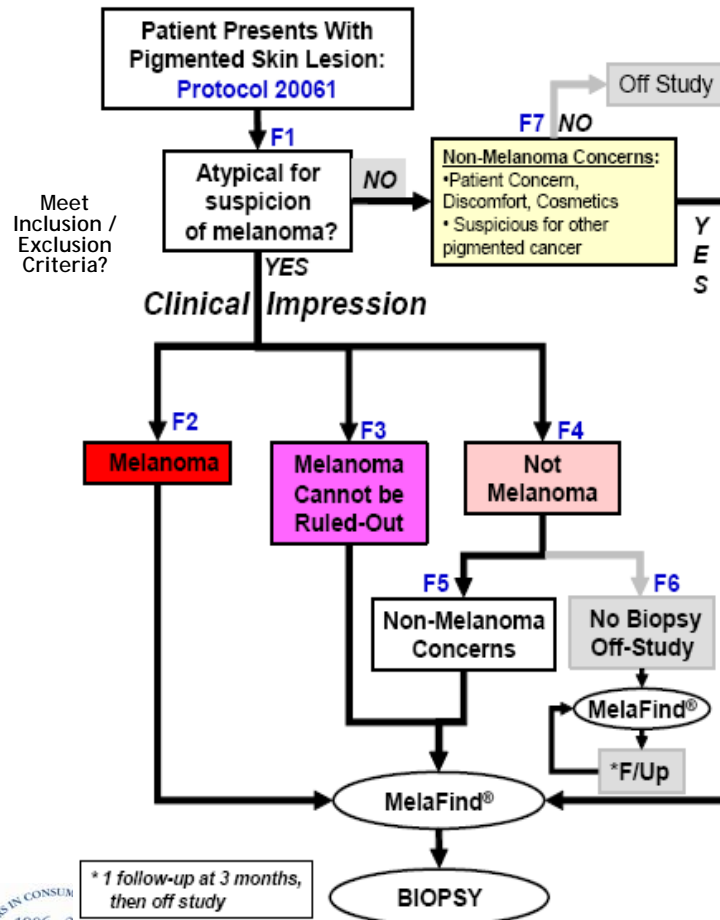 Patient Presents With
Pigmented Skin Lesion:
Protocol 20061
Off Study
F1
F7 NO
Meet
Inclusion /
Exclusion
Criteria?
Atypical for
suspicion
of melanoma?
NO
Non-Melanoma Concerns:
•Patient Concern,
Discomfort, Cosmetics
• Suspicious for other
pigmented cancer
Y
E
S
YES
Clinical Impression
F2
F3
F4
Melanoma
Melanoma
Cannot be
Ruled-Out
Not
Melanoma
F5
F6
Non-Melanoma
Concerns
No Biopsy
Off-Study
MelaFind®
*F/Up
MelaFind®
* 1 follow-up at 3 months,
then off study
BIOPSY
IN CONSUM